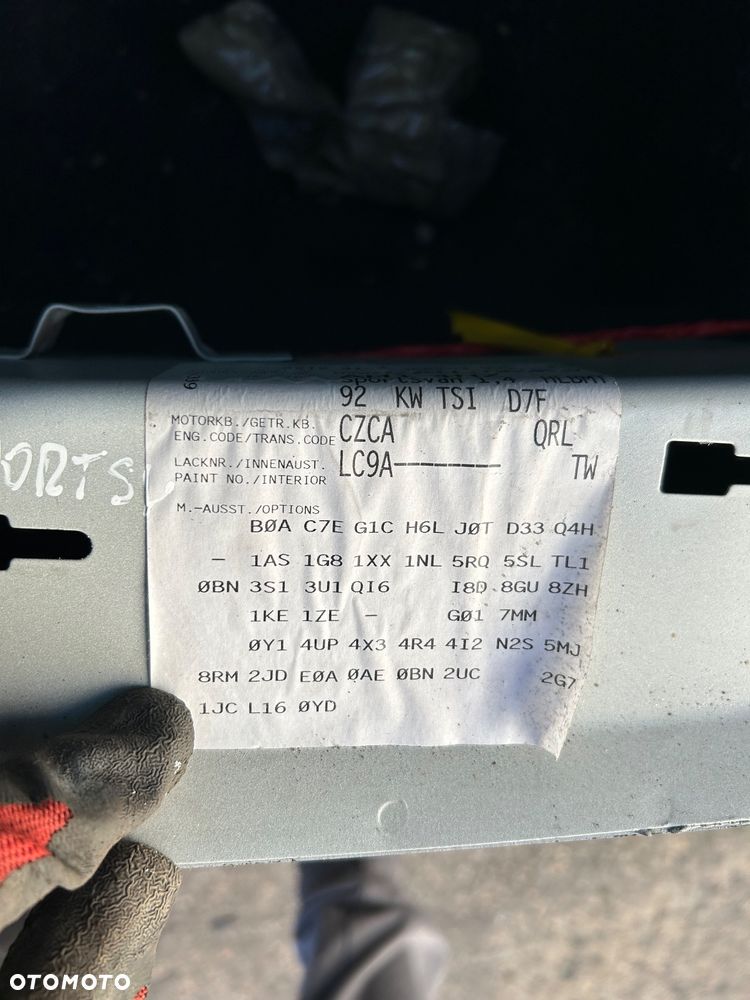 Sportsvan 1,4
92 KW TSI D7F
MOTORKB./GETR.KB.
ENG.CODE/TRANS.CODE CZCA QRL
LACKNR./INNENAUST.
PAINT NO./INTERIOR LC9A-------- TW
M.-AUSST./OPTIONS
BØA C7E G1C H6L JØT D33 Q4H
– 1AS 1G8 1XX 1NL 5RQ 5SL TL1
ØBN 3S1 3U1 QI6 I8D 8GU 8ZH
1KE 1ZE – GØ1 7MM
ØY1 4UP 4X3 4R4 4I2 N2S 5MJ
8RM 2JD EØA ØAE ØBN 2UC 2G7
1JC L16 ØYD
OTOMOTO